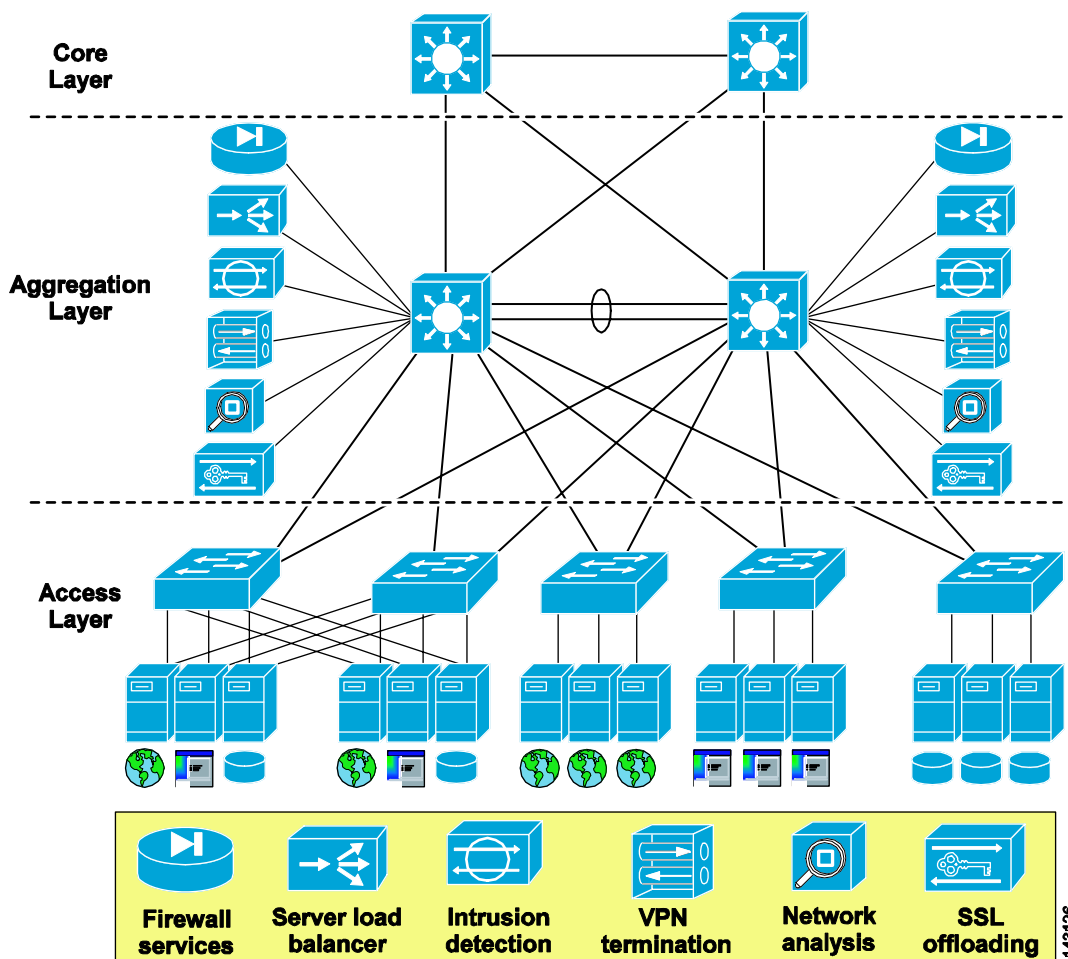 Core
Layer
Aggregation
Layer
Access
Layer
Firewall
services
Server load
balancer
Intrusion
detection
VPN
termination
Network
analysis
SSL
offloading